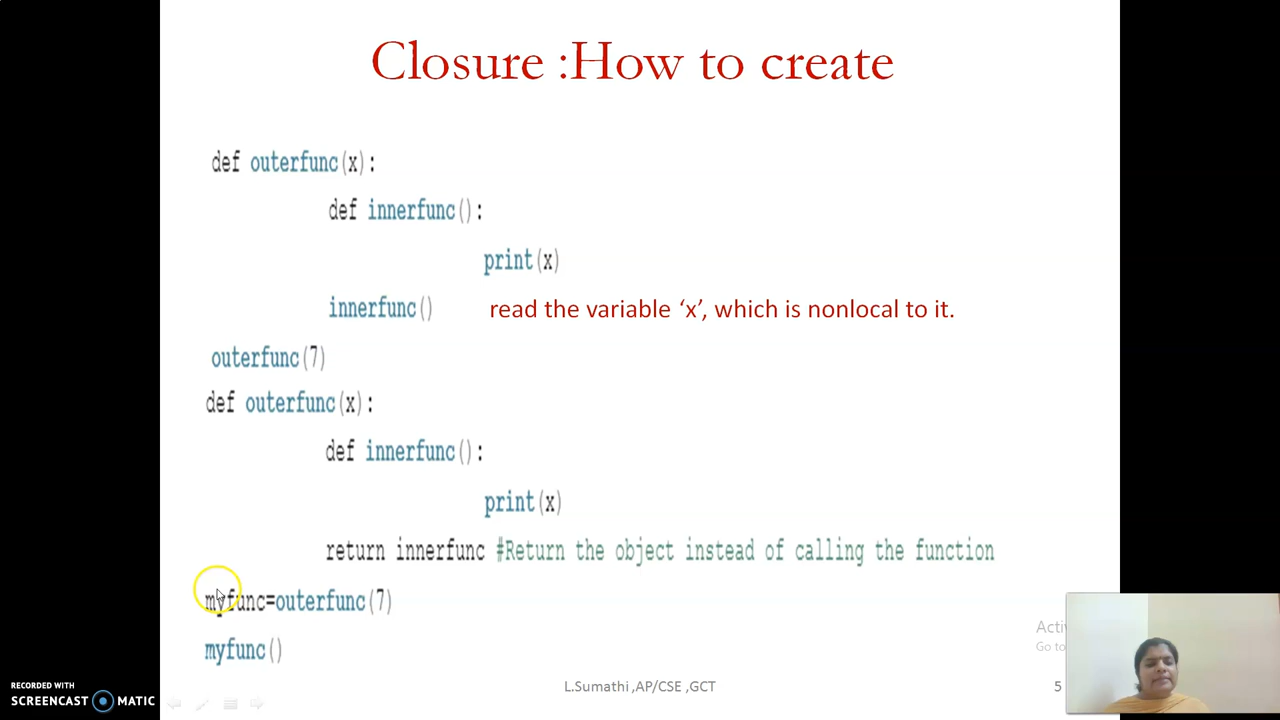 Closure :How to create
def outerfunc(x):
def innerfunc():
print(x)
innerfunc() read the variable ‘x’, which is nonlocal to it.
outerfunc(7)
def outerfunc(x):
def innerfunc():
print(x)
return innerfunc #Return the object instead of calling the function
myfunc=outerfunc(7)
myfunc()
Go to
L.Sumathi ,AP/CSE ,GCT 5
RECORDED WITH
SCREENCAST MATIC